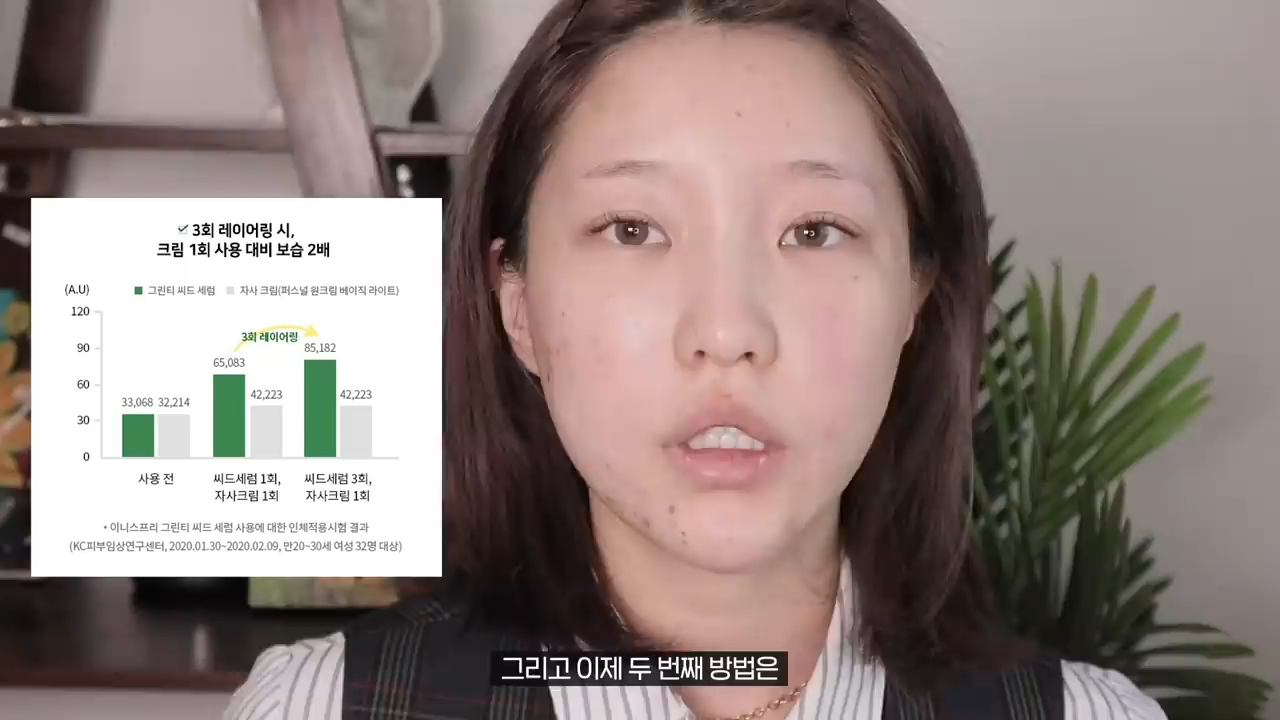 3회 레이어링 시,
크림 1회 사용 대비 보습 2배
(A.U)
그린티 씨드 세럼 자사 크림(퍼스널 원크림 베이직 라이트)
120
90
60
30
0
3회 레이어링
33,068 32,214
65,083
42,223
85,182
42,223
사용 전
씨드세럼 1회,
자사크림 1회
씨드세럼 3회,
자사크림 1회
* 이니스프리 그린티 씨드 세럼 사용에 대한 인체적용시험 결과
(KC피부임상연구센터, 2020.01.30~2020.02.09, 만20~30세 여성 32명 대상)
그리고 이제 두 번째 방법은